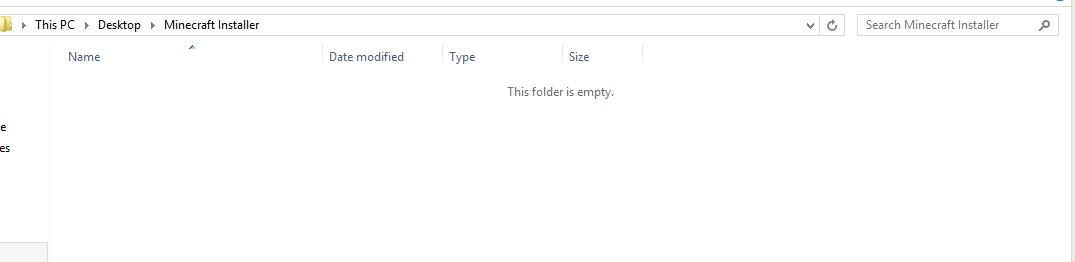 This PC Desktop Minecraft Installer Search Minecraft Installer
Name Date modified Type Size
This folder is empty.
e
es